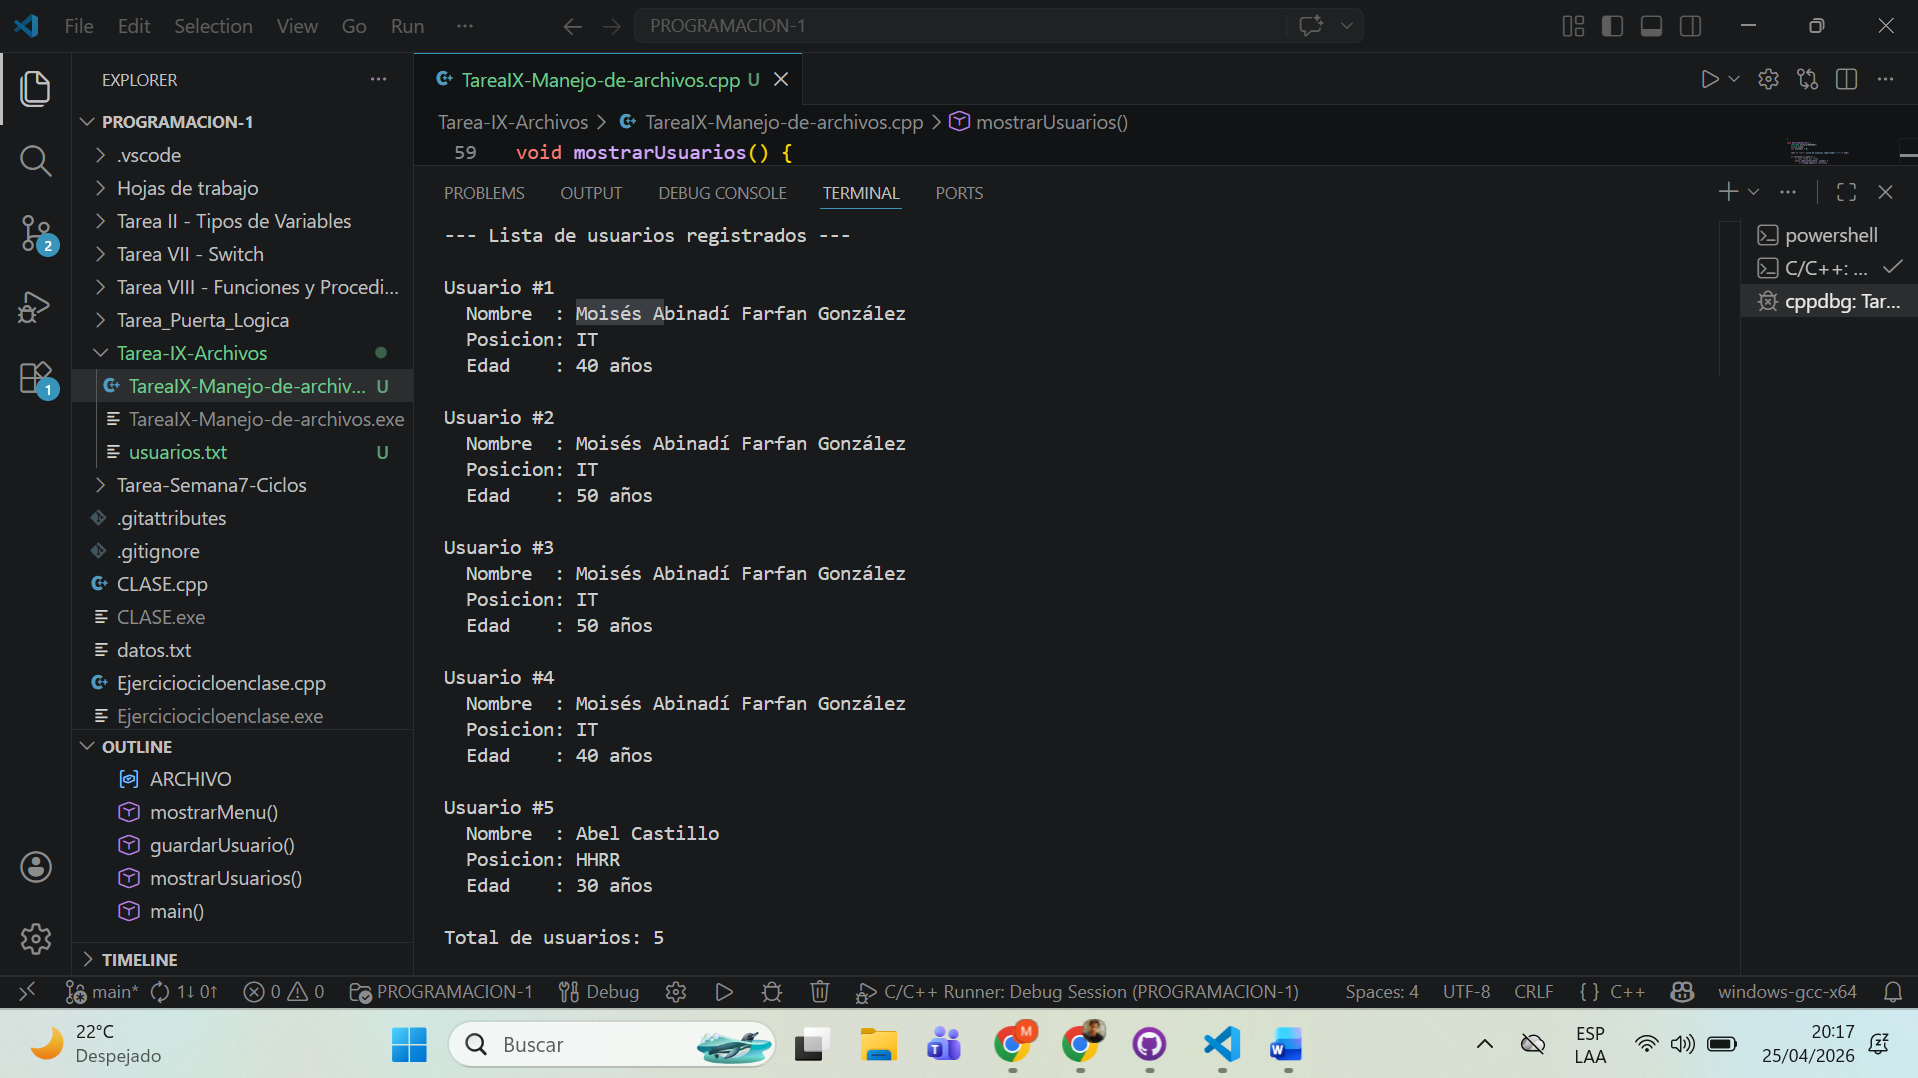 File Edit Selection View Go Run ··· PROGRAMACION-1
EXPLORER
PROGRAMACION-1
.vscode
Hojas de trabajo
Tarea II - Tipos de Variables
Tarea VII - Switch
Tarea VIII - Funciones y Procedi...
Tarea_Puerta_Logica
Tarea-IX-Archivos
TareaIX-Manejo-de-archiv... U
TareaIX-Manejo-de-archivos.exe
usuarios.txt U
Tarea-Semana7-Ciclos
.gitattributes
.gitignore
CLASE.cpp
CLASE.exe
datos.txt
Ejerciciocicloenclase.cpp
Ejerciciocicloenclase.exe
OUTLINE
ARCHIVO
mostrarMenu()
guardarUsuario()
mostrarUsuarios()
main()
TIMELINE
2
1
TareaIX-Manejo-de-archivos.cpp U
Tarea-IX-Archivos > TareaIX-Manejo-de-archivos.cpp > mostrarUsuarios()
59 void mostrarUsuarios() {
PROBLEMS OUTPUT DEBUG CONSOLE TERMINAL PORTS
--- Lista de usuarios registrados ---
Usuario #1
Nombre : Moisés Abinadí Farfan González
Posicion: IT
Edad : 40 años
Usuario #2
Nombre : Moisés Abinadí Farfan González
Posicion: IT
Edad : 50 años
Usuario #3
Nombre : Moisés Abinadí Farfan González
Posicion: IT
Edad : 50 años
Usuario #4
Nombre : Moisés Abinadí Farfan González
Posicion: IT
Edad : 40 años
Usuario #5
Nombre : Abel Castillo
Posicion: HHRR
Edad : 30 años
Total de usuarios: 5
powershell
C/C++: ...
cppdbg: Tar...
main* 1↓ 0↑ 0 0 PROGRAMACION-1 Debug C/C++ Runner: Debug Session (PROGRAMACION-1) Spaces: 4 UTF-8 CRLF { } C++ windows-gcc-x64
22°C
Despejado
Buscar
M
T
W
ESP
LAA
20:17
25/04/2026